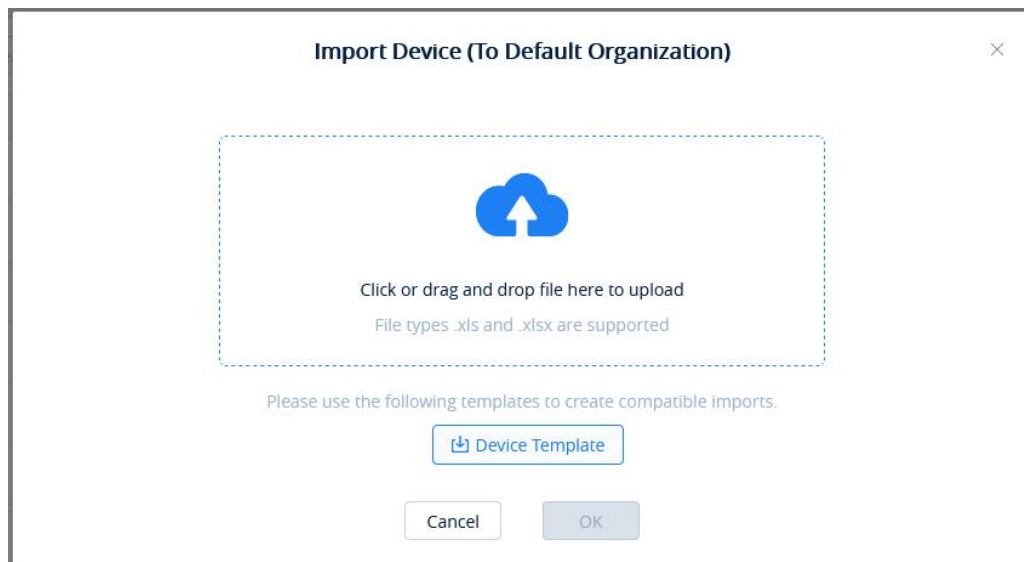 Import Device (To Default Organization)
Click or drag and drop file here to upload
File types .xls and .xlsx are supported
Please use the following templates to create compatible imports.
Device Template
Cancel
OK